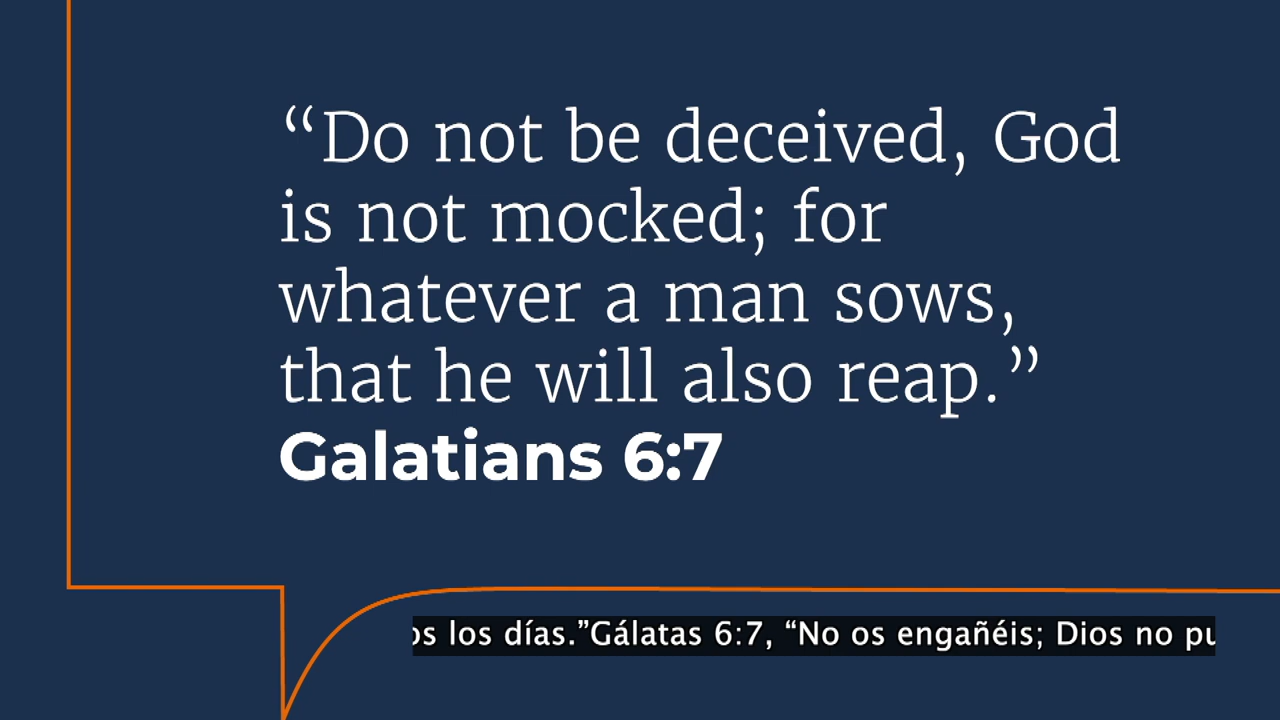 “Do not be deceived, God
is not mocked; for
whatever a man sows,
that he will also reap.”
Galatians 6:7
los días.”Gálatas 6:7, “No os engañéis; Dios no